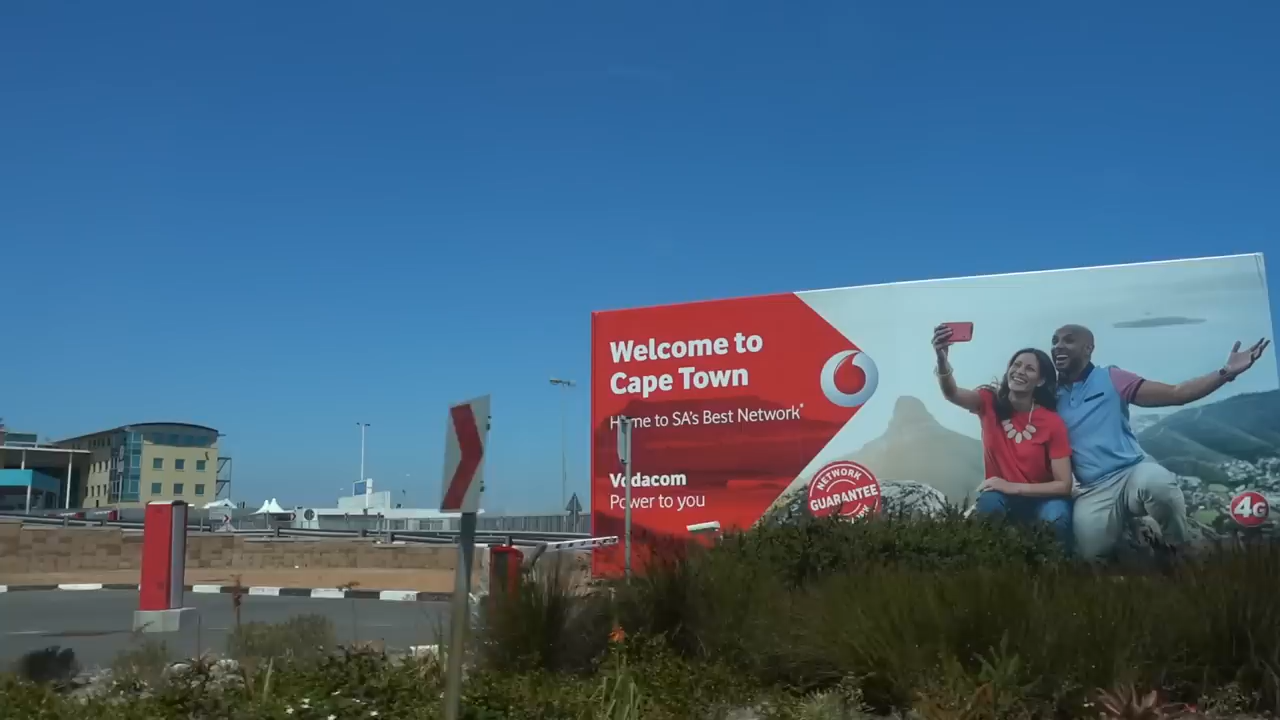 Welcome to
Cape Town
Home to SA's Best Network*
Vodacom
Power to you
NETWORK
GUARANTEE
4G